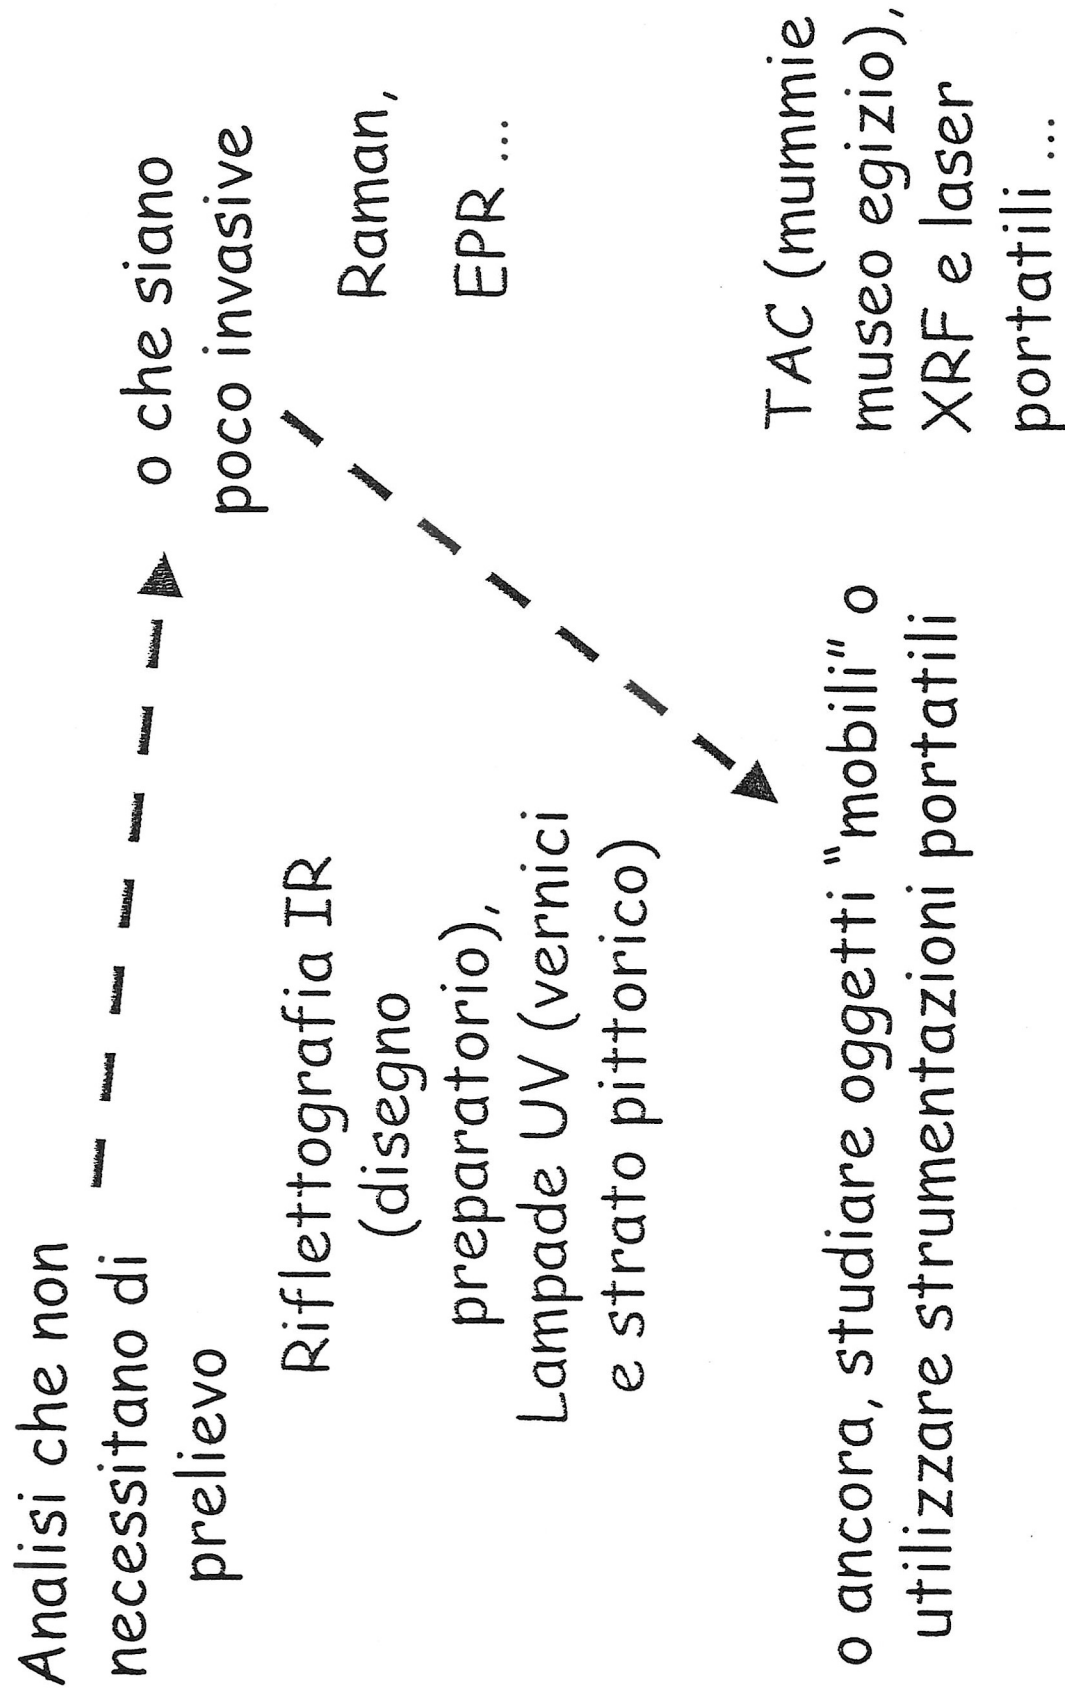 Analisi che non
necessitano di
prelievo
o che siano
poco invasive
Riflettografia IR
(disegno
preparatorio),
Lampade UV (vernici
e strato pittorico)
Raman,
EPR ...
o ancora, studiare oggetti "mobili" o
utilizzare strumentazioni portatili
TAC (mummie
museo egizio),
XRF e laser
portatili ...